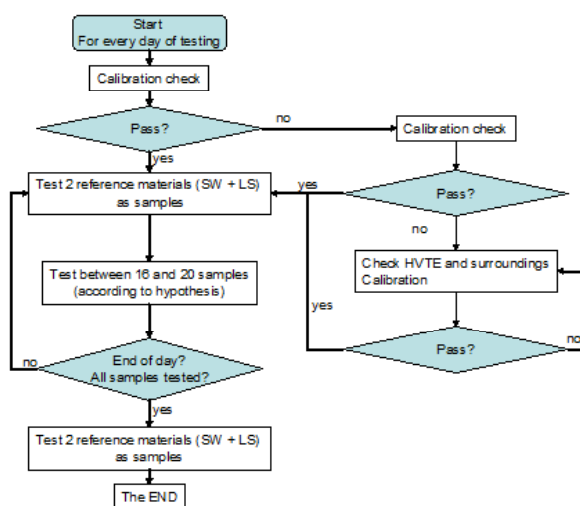 Start
For every day of testing
Calibration check
Pass?
no
Calibration check
yes
Test 2 reference materials (SW + LS)
as samples
yes
Pass?
no
Test between 16 and 20 samples
(according to hypothesis)
Check HVTE and surroundings
Calibration
yes
Pass?
no
End of day?
All samples tested?
no
yes
Test 2 reference materials (SW + LS)
as samples
The END